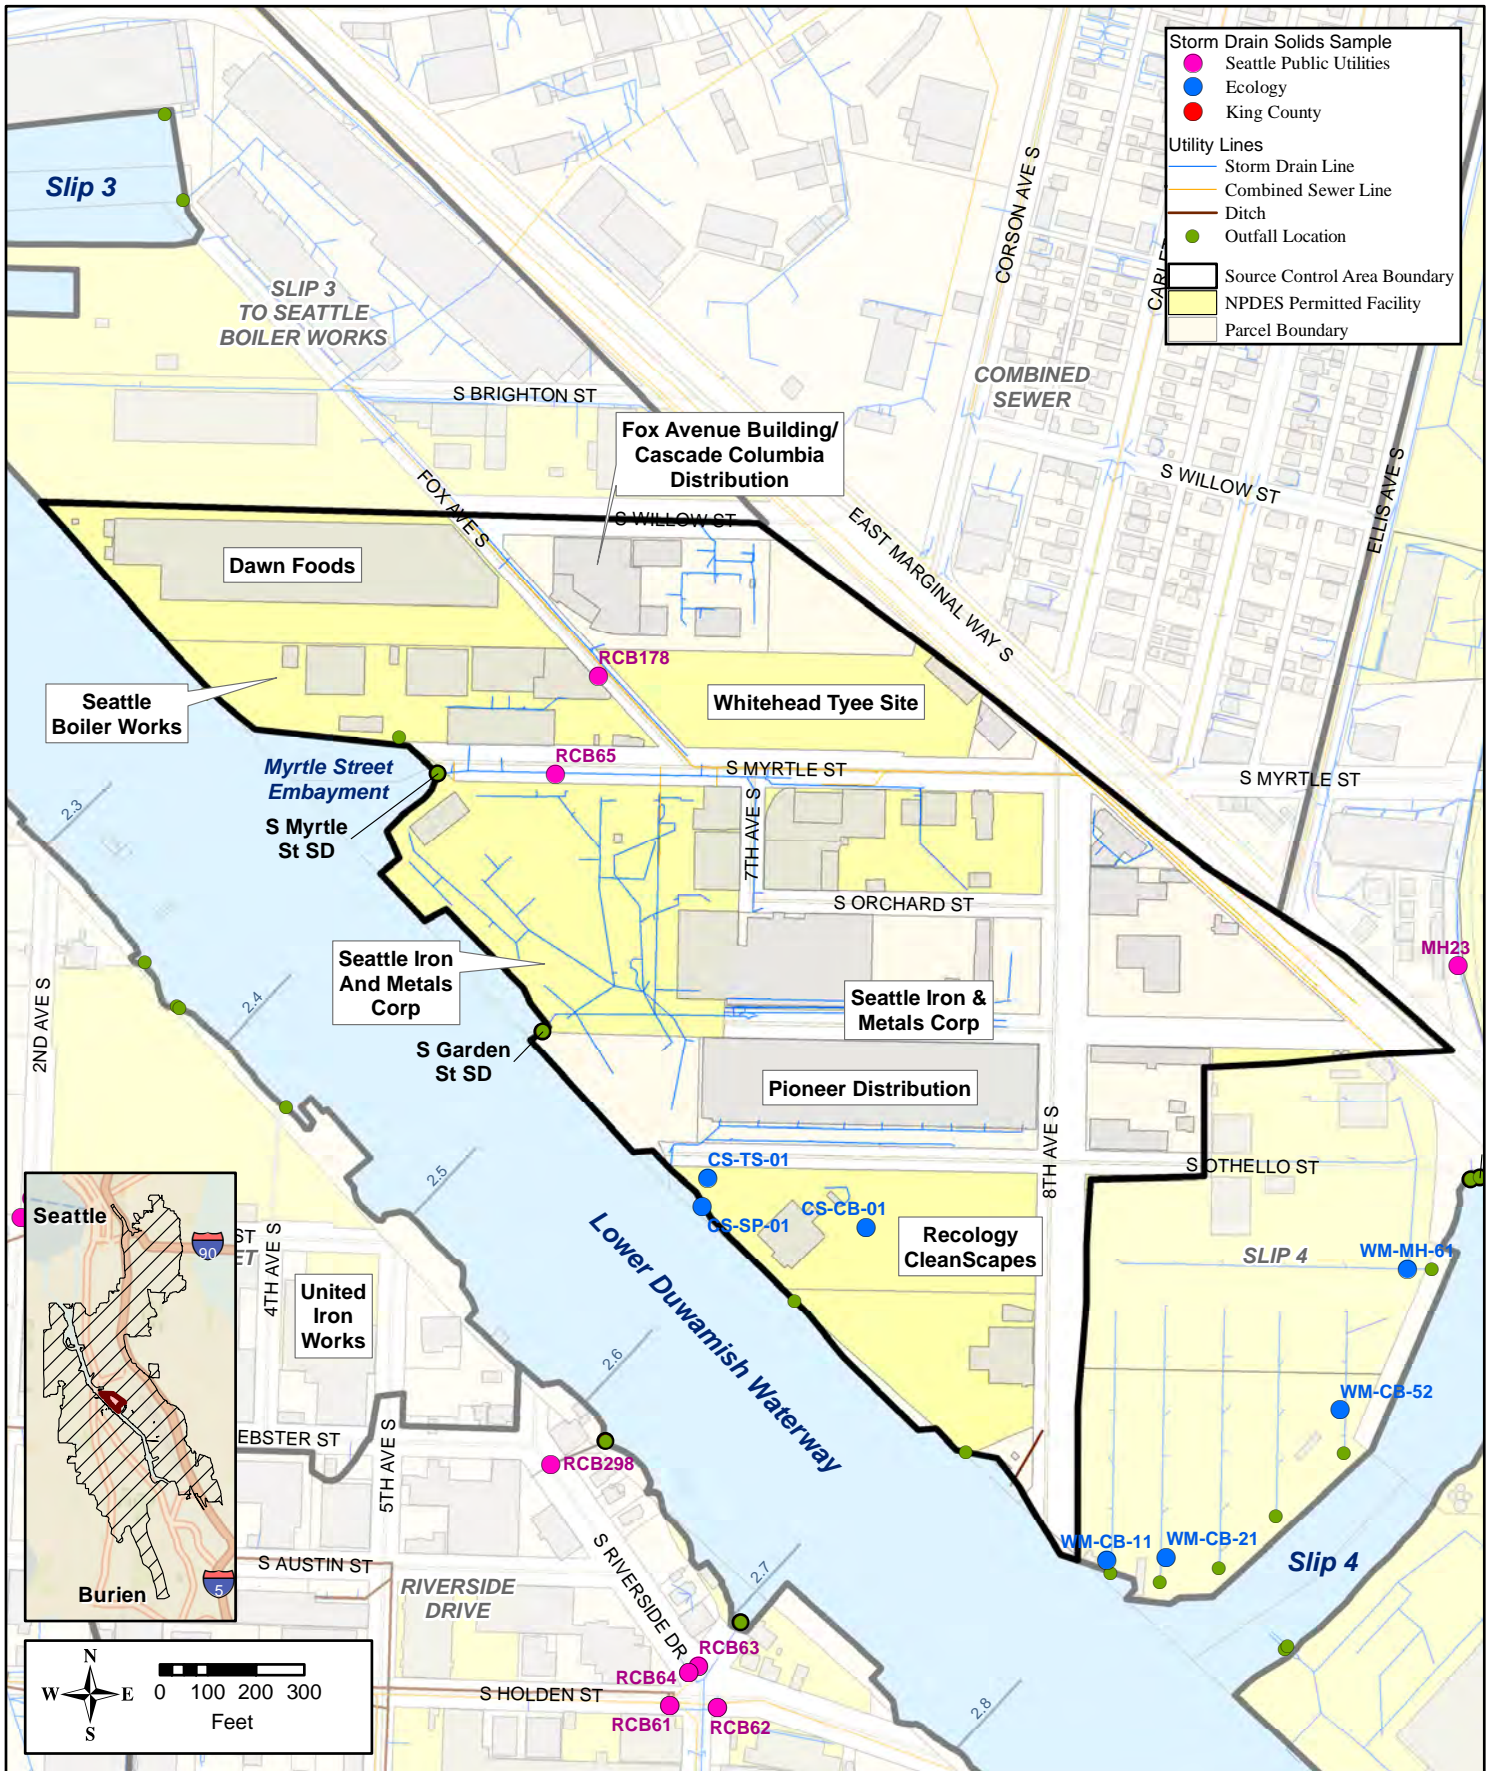 Storm Drain Solids Sample
Seattle Public Utilities
Ecology
King County
Utility Lines
Storm Drain Line
Combined Sewer Line
Ditch
Outfall Location
Source Control Area Boundary
NPDES Permitted Facility
Parcel Boundary
Slip 3
SLIP 3
TO SEATTLE
BOILER WORKS
CORSON AVE S
COMBINED
SEWER
S BRIGHTON ST
Fox Avenue Building/
Cascade Columbia
Distribution
S WILLOW ST
ELLIS AVE S
FOX AVE S
S WILLOW ST
EAST MARGINAL WAY S
Dawn Foods
RCB178
Seattle
Boiler Works
Whitehead Tyee Site
Myrtle Street
Embayment
RCB65
S MYRTLE ST
S MYRTLE ST
2.3
S Myrtle
St SD
7TH AVE S
S ORCHARD ST
MH23
Seattle Iron
And Metals
Corp
2.4
Seattle Iron &
Metals Corp
2ND AVE S
S Garden
St SD
Pioneer Distribution
8TH AVE S
2.5
CS-TS-01
S OTHELLO ST
CS-SP-01
CS-CB-01
Recology
CleanScapes
SLIP 4
WM-MH-61
Lower Duwamish Waterway
Seattle
90
ST
ET
4TH AVE S
United
Iron
Works
2.6
WM-CB-52
EBSTER ST
5TH AVE S
RCB298
S RIVERSIDE DR
WM-CB-11
WM-CB-21
Slip 4
S AUSTIN ST
RIVERSIDE
DRIVE
2.7
5
Burien
RCB63
RCB64
S HOLDEN ST
RCB61
RCB62
2.8
N
W E
S
0 100 200 300
Feet